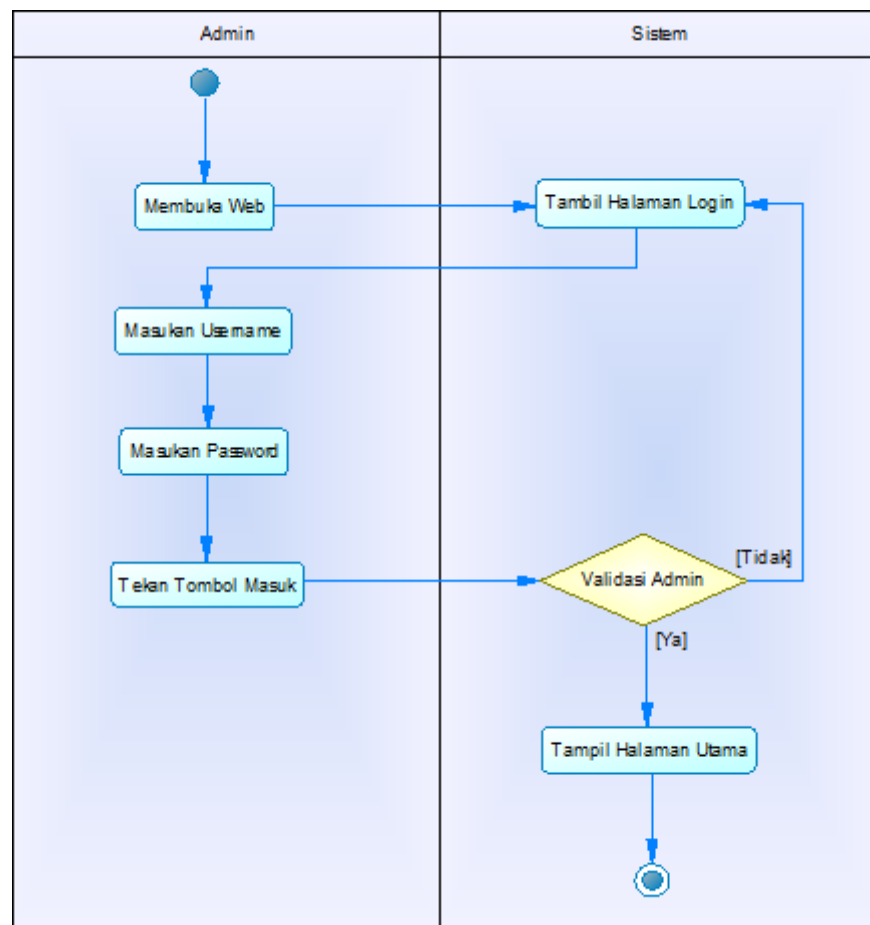 Admin
Sistem
Membuka Web
Tambil Halaman Login
Masukan Username
Masukan Password
Tekan Tombol Masuk
Validasi Admin
[Tidak]
[Ya]
Tampil Halaman Utama